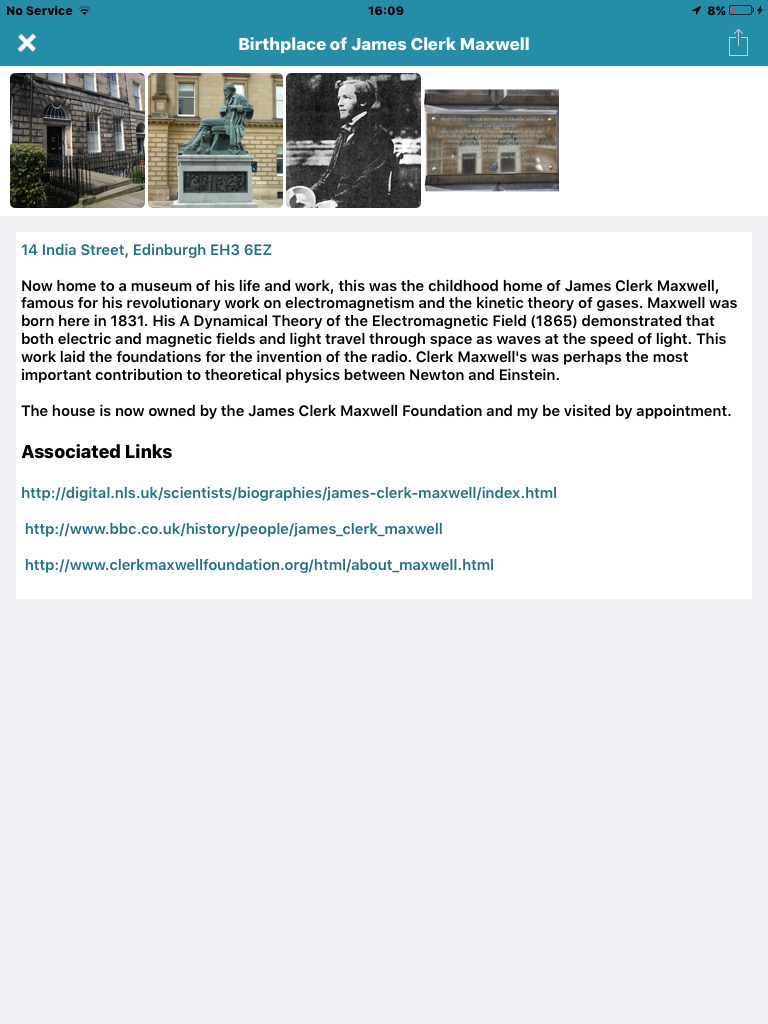 No Service
16:09
8%
Birthplace of James Clerk Maxwell
14 India Street, Edinburgh EH3 6EZ
Now home to a museum of his life and work, this was the childhood home of James Clerk Maxwell,
famous for his revolutionary work on electromagnetism and the kinetic theory of gases. Maxwell was
born here in 1831. His A Dynamical Theory of the Electromagnetic Field (1865) demonstrated that
both electric and magnetic fields and light travel through space as waves at the speed of light. This
work laid the foundations for the invention of the radio. Clerk Maxwell's was perhaps the most
important contribution to theoretical physics between Newton and Einstein.
The house is now owned by the James Clerk Maxwell Foundation and my be visited by appointment.
Associated Links
http://digital.nls.uk/scientists/biographies/james-clerk-maxwell/index.html
http://www.bbc.co.uk/history/people/james_clerk_maxwell
http://www.clerkmaxwellfoundation.org/html/about_maxwell.html